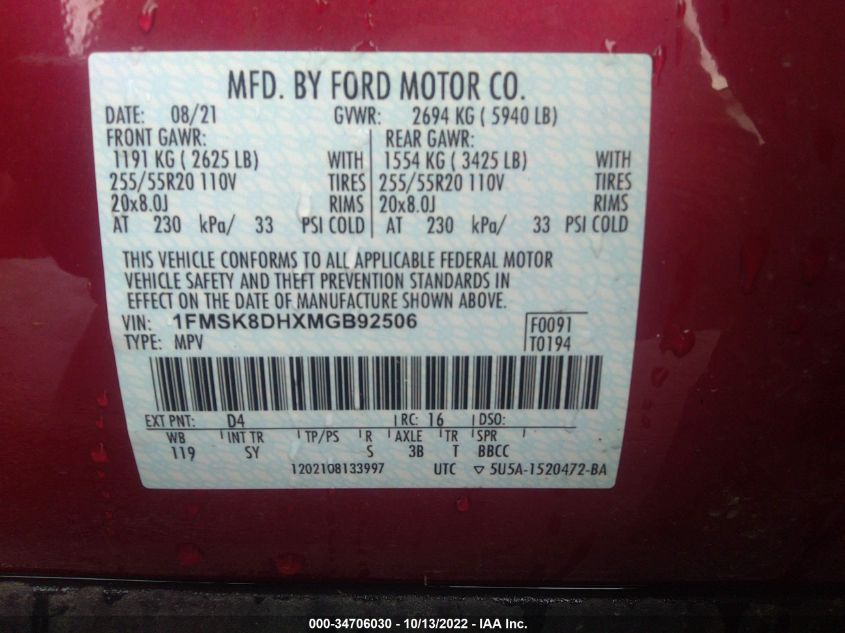 MFD. BY FORD MOTOR CO.
DATE: 08/21 GVWR: 2694 KG ( 5940 LB)
FRONT GAWR: REAR GAWR:
1191 KG ( 2625 LB) WITH 1554 KG ( 3425 LB) WITH
255/55R20 110V TIRES 255/55R20 110V TIRES
20x8.0J RIMS 20x8.0J RIMS
AT 230 kPa/ 33 PSI COLD AT 230 kPa/ 33 PSI COLD
THIS VEHICLE CONFORMS TO ALL APPLICABLE FEDERAL MOTOR
VEHICLE SAFETY AND THEFT PREVENTION STANDARDS IN
EFFECT ON THE DATE OF MANUFACTURE SHOWN ABOVE.
VIN: 1FMSK8DHXMGB92506 F0091
TYPE: MPV T0194
EXT PNT: D4 RC: 16 DSO:
WB INT TR TP/PS R AXLE TR SPR
119 SY S 3B T BBCC
1202108133997 UTC ▽ 5U5A-1520472-BA
000-34706030 - 10/13/2022 - IAA Inc.